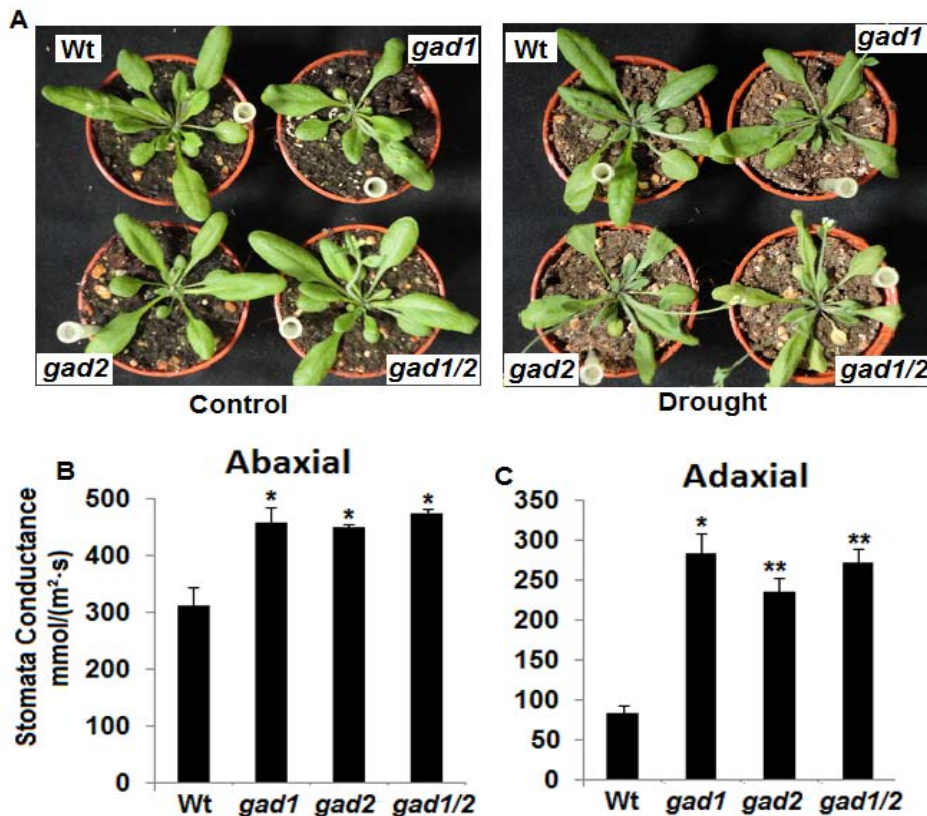 A
Wt
gad1
gad2
gad1/2
Control
Wt
gad1
gad2
gad1/2
Drought
B
Abaxial
Stomata Conductance
mmol/(m²·s)
500
400
300
200
100
0
*
*
*
Wt
gad1
gad2
gad1/2
C
Adaxial
350
300
250
200
150
100
50
0
*
**
**
Wt
gad1
gad2
gad1/2